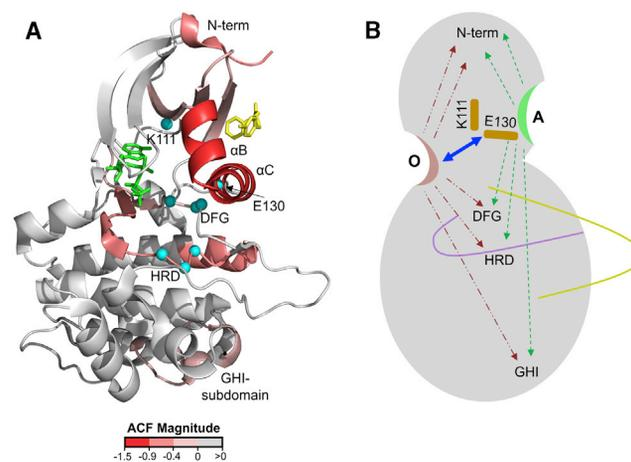 A
N-term
K111
αB
αC
E130
DFG
HRD
GHI-
subdomain
ACF Magnitude
-1.5 -0.9 -0.4 0 >0
B
N-term
K111
E130
A
O
DFG
HRD
GHI